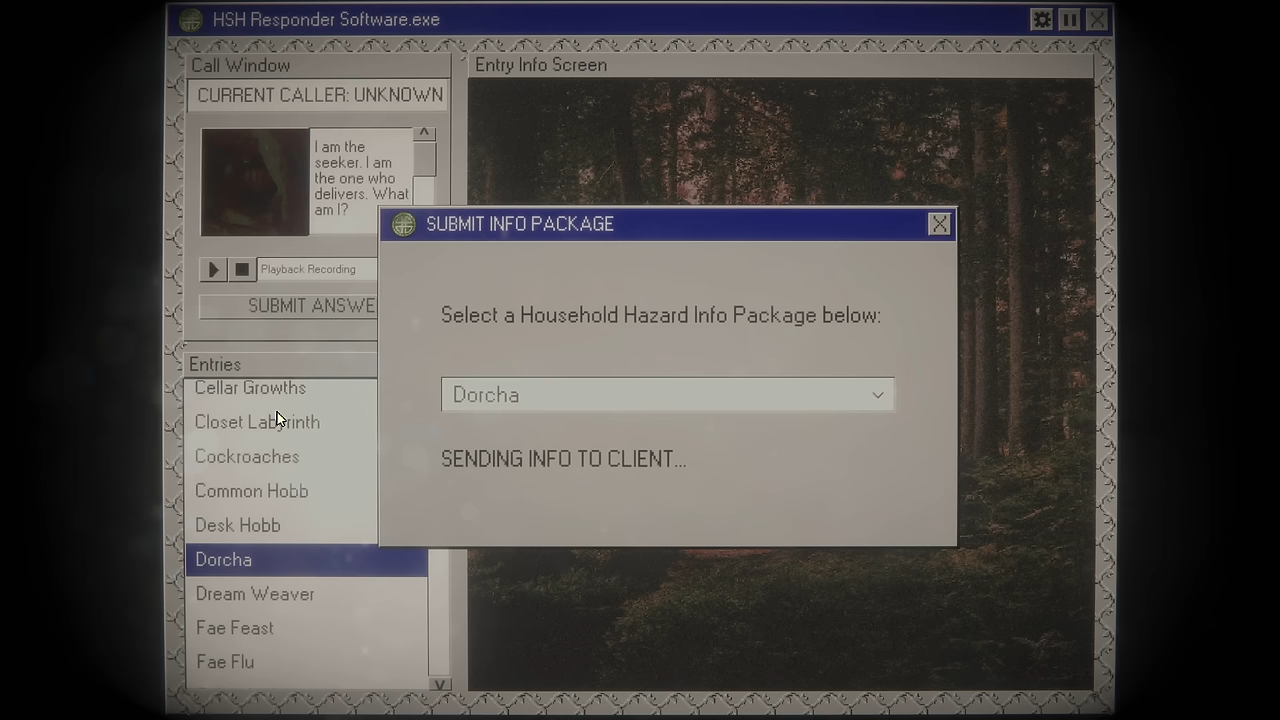 HSH Responder Software.exe
Call Window
CURRENT CALLER: UNKNOWN
I am the
seeker. I am
the one who
delivers. What
am I?
Playback Recording
SUBMIT ANSWE
Entries
Cellar Growths
Closet Labyrinth
Cockroaches
Common Hobb
Desk Hobb
Dorcha
Dream Weaver
Fae Feast
Fae Flu
Entry Info Screen
SUBMIT INFO PACKAGE
Select a Household Hazard Info Package below:
Dorcha
SENDING INFO TO CLIENT...